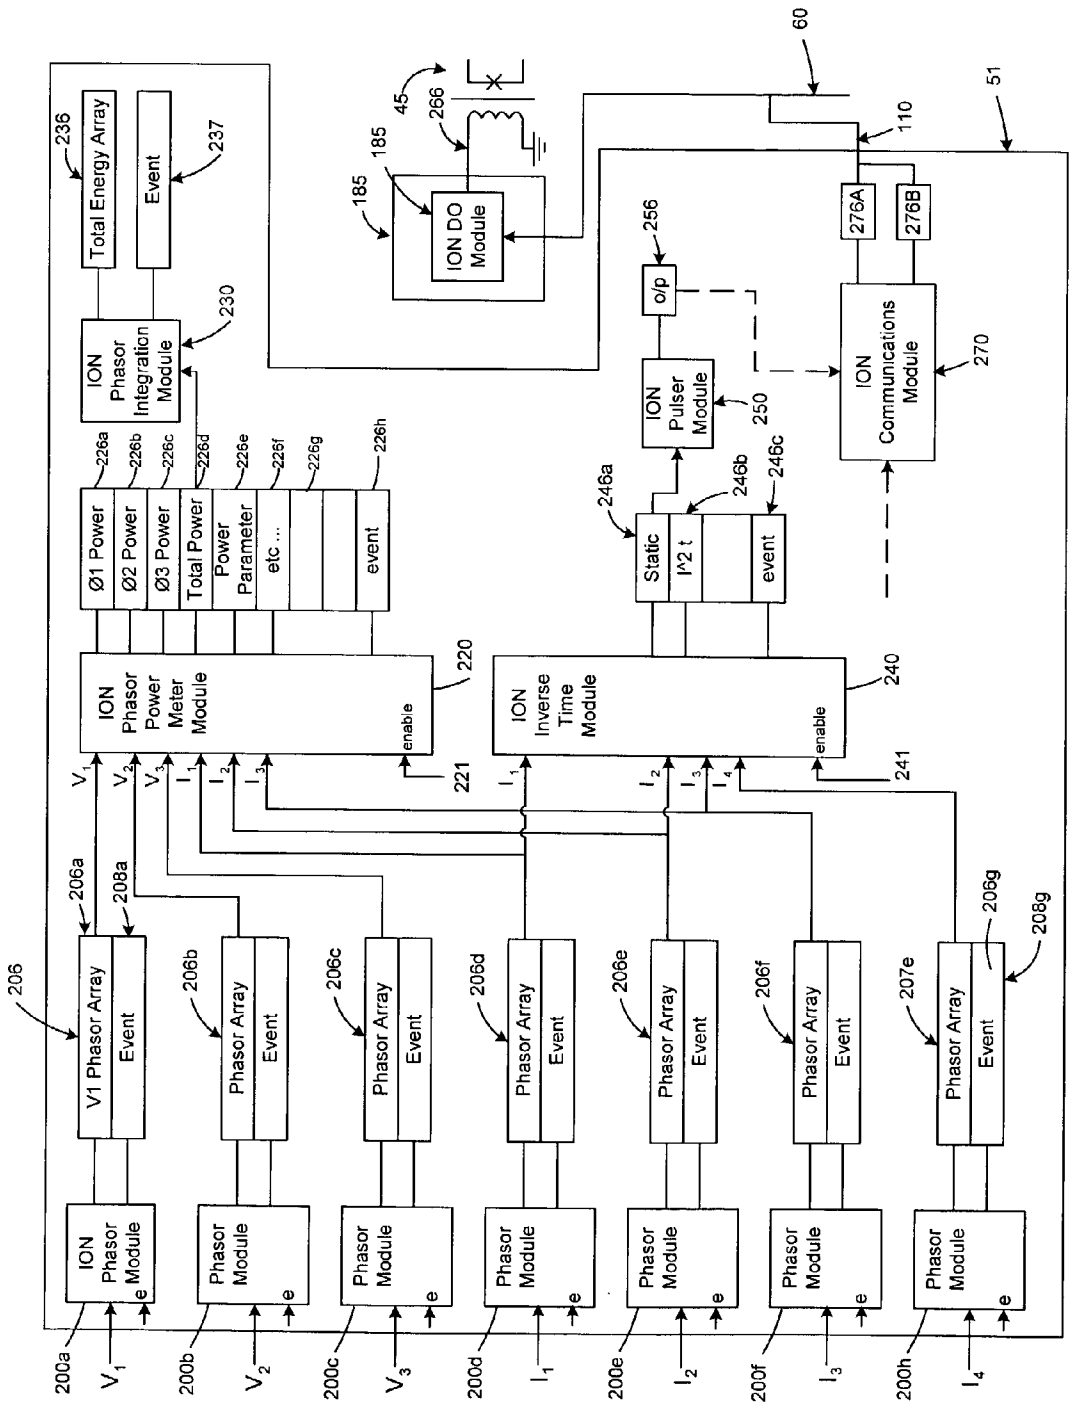 200a
V1
ION
Phasor
Module
e
206
V1 Phasor Array
Event
206a
208a
200b
V2
Phasor
Module
e
206b
Phasor Array
Event
200c
V3
Phasor
Module
e
206c
Phasor Array
Event
200d
I1
Phasor
Module
e
206d
Phasor Array
Event
200e
I2
Phasor
Module
e
206e
Phasor Array
Event
200f
I3
Phasor
Module
e
206f
Phasor Array
Event
200h
I4
Phasor
Module
e
207e
Phasor Array
Event
206g
208g
V1
V2
V3
I1
I2
I3
ION
Phasor
Power
Meter
Module
enable
220
221
Ø1 Power
Ø2 Power
Ø3 Power
Total Power
Power
Parameter
etc ...
event
226a
226b
226c
226d
226e
226f
226g
226h
ION
Phasor
Integration
Module
230
Total Energy Array
Event
236
237
I1
I2
I3
I4
ION
Inverse
Time
Module
enable
240
241
Static
I^2 t
event
246a
246b
246c
ION
Pulser
Module
250
o/p
256
ION
Communications
Module
270
276A
276B
110
51
60
185
185
ION DO
Module
266
45